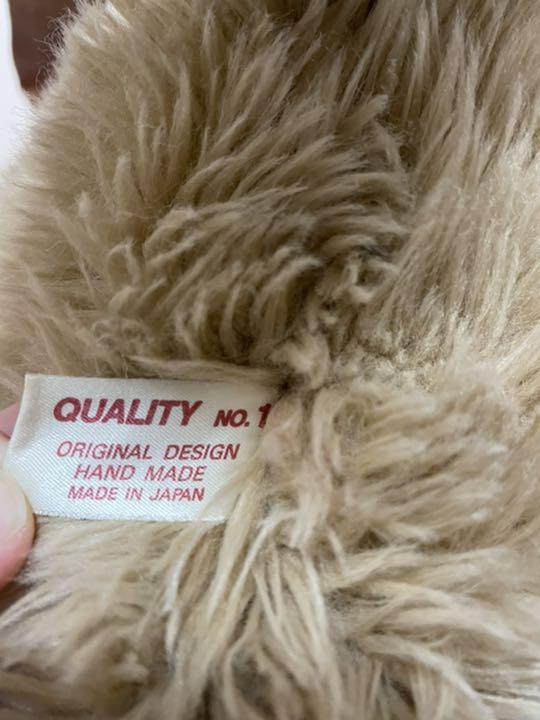 QUALITY NO. 1
ORIGINAL DESIGN
HAND MADE
MADE IN JAPAN